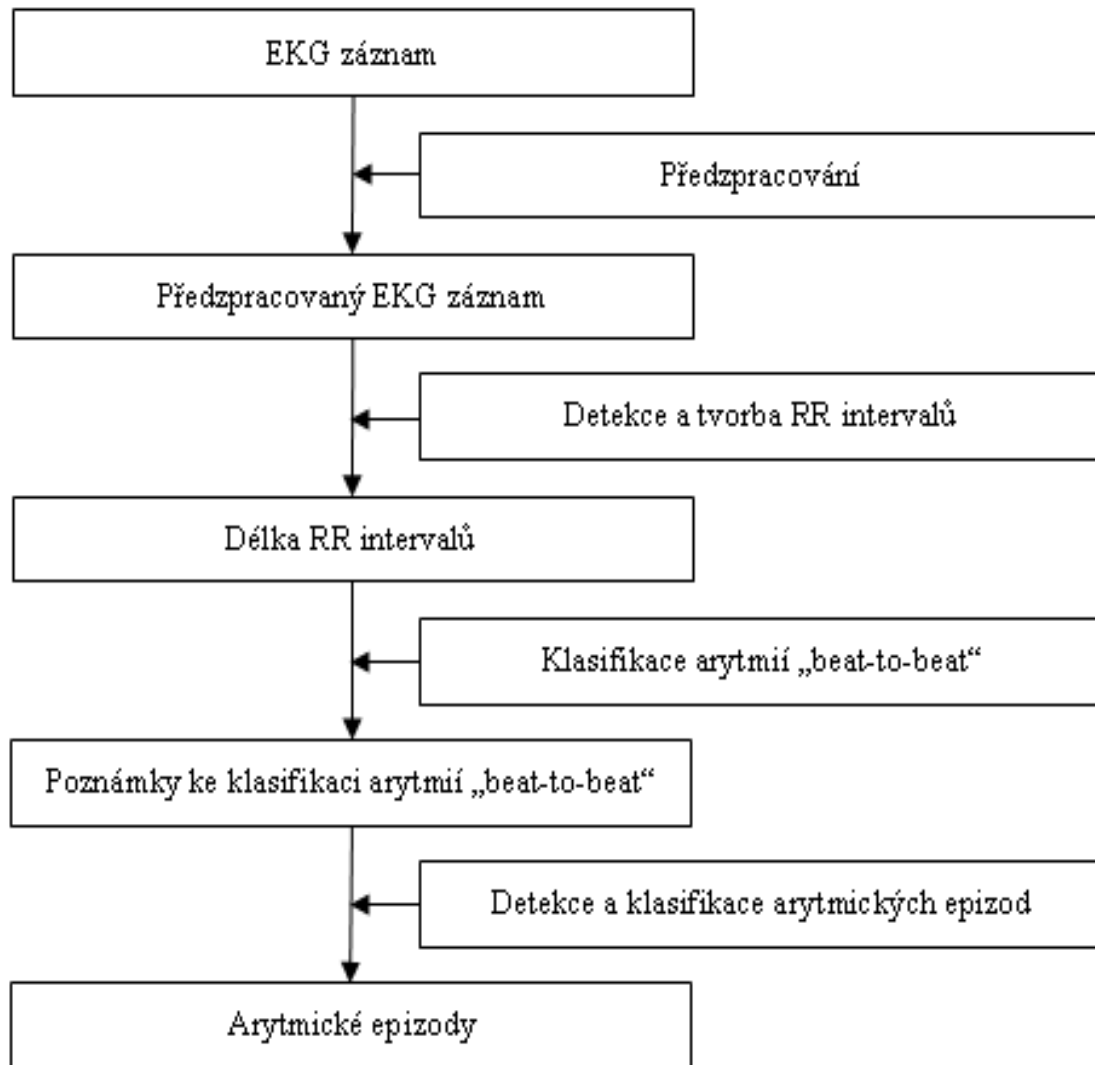 EKG záznam
Předzpracování
Předzpracovaný EKG záznam
Detekce a tvorba RR intervalů
Délka RR intervalů
Klasifikace arytmií „beat-to-beat“
Poznámky ke klasifikaci arytmií „beat-to-beat“
Detekce a klasifikace arytmických epizod
Arytmické epizody